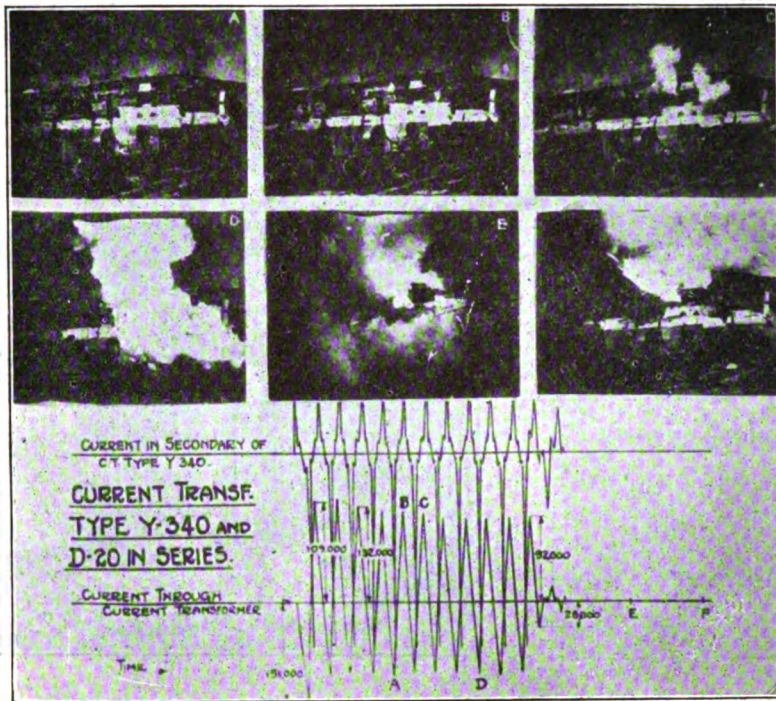 A
B
C
D
E
CURRENT IN SECONDARY OF
C.T. TYPE Y 340.
CURRENT TRANSF.
TYPE Y-340 AND
D-20 IN SERIES.
B C
109.000 132.000 92,000
CURRENT THROUGH
CURRENT TRANSFORMER
28,000 E F
TIME
151.000
A D